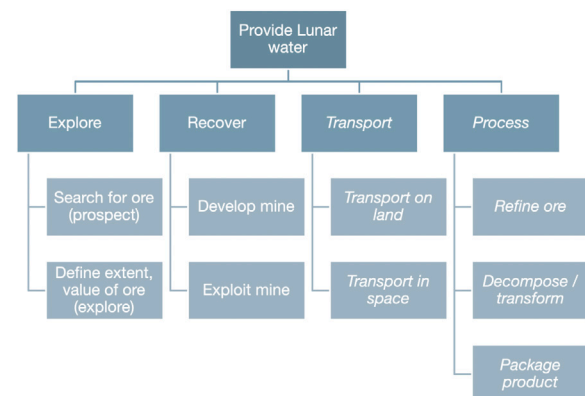 Provide Lunar
water
Explore
Recover
Transport
Process
Search for ore
(prospect)
Develop mine
Transport on
land
Refine ore
Define extent,
value of ore
(explore)
Exploit mine
Transport in
space
Decompose /
transform
Package
product